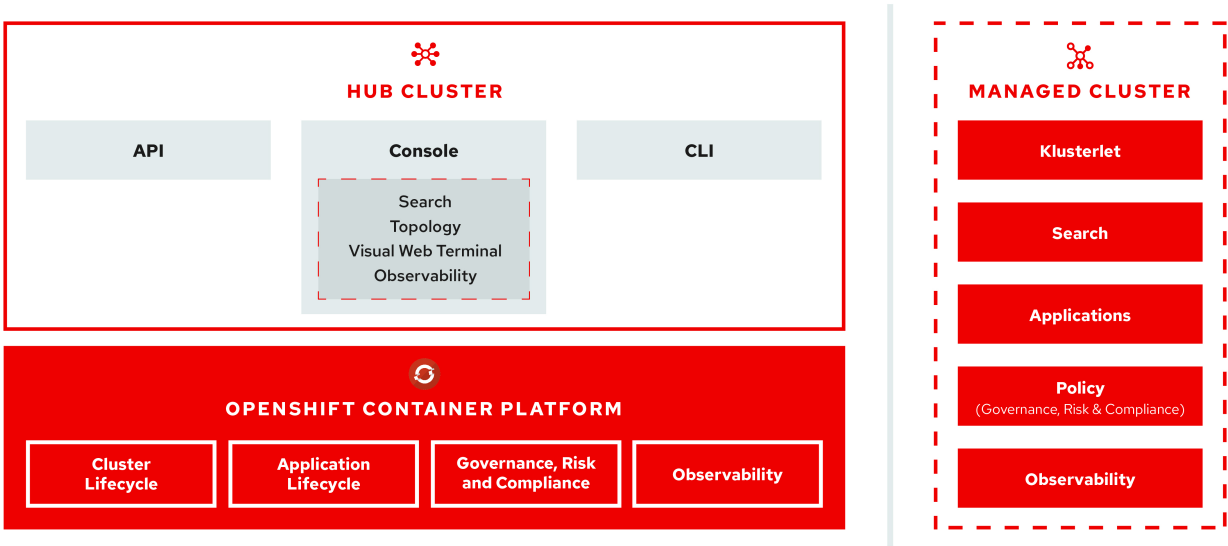 HUB CLUSTER
API
Console
Search
Topology
Visual Web Terminal
Observability
CLI
OPENSHIFT CONTAINER PLATFORM
Cluster
Lifecycle
Application
Lifecycle
Governance, Risk
and Compliance
Observability
MANAGED CLUSTER
Klusterlet
Search
Applications
Policy
(Governance, Risk & Compliance)
Observability